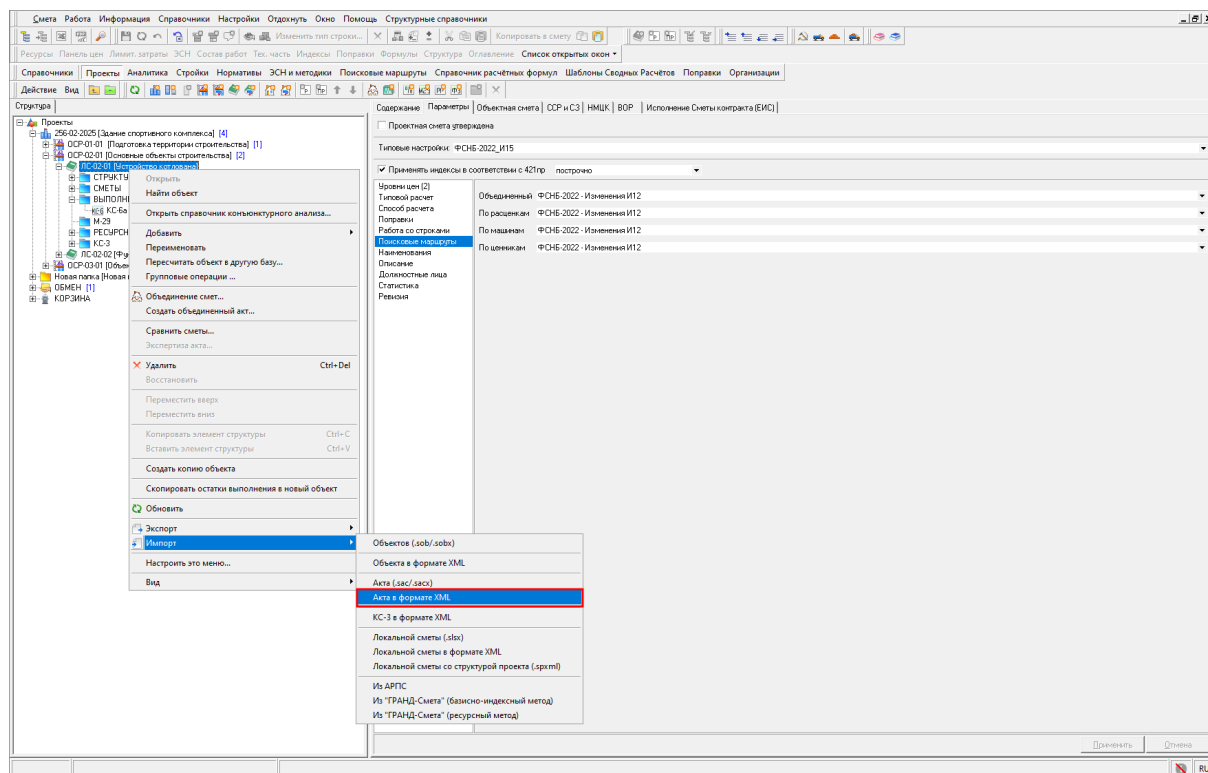 Смета Работа Информация Справочники Настройки Отдохнуть Окно Помощь Структурные справочники
Изменить тип строки... Копировать в смету
Ресурсы Панель цен Лимит. затраты ЭСН Состав работ Тех. часть Индексы Поправки Формулы Структура Оглавление Список открытых окон
Справочники Проекты Аналитика Стройки Нормативы ЭСН и методики Поисковые маршруты Справочник расчётных формул Шаблоны Сводных Расчётов Поправки Организации
Действие Вид
Структура
Проекты
256-02-2025 [Здание спортивного комплекса] [4]
ОСР-01-01 [Подготовка территории строительства] [1]
ОСР-02-01 [Основные объекты строительства] [2]
ЛС-02-01 [Устройство котлована]
СТРУКТУ
СМЕТЫ
ВЫПОЛН
КС-6 КС-6а
М-29
РЕСУРСН
КС-3
ЛС-02-02 [Фу
ОСР-03-01 [Объек
Новая папка [Новая
ОБМЕН [1]
КОРЗИНА
Открыть
Найти объект
Открыть справочник конъюнктурного анализа...
Добавить
Переименовать
Пересчитать объект в другую базу...
Групповые операции ...
Объединение смет...
Создать объединенный акт...
Сравнить сметы...
Экспертиза акта...
Удалить Ctrl+Del
Восстановить
Переместить вверх
Переместить вниз
Копировать элемент структуры Ctrl+C
Вставить элемент структуры Ctrl+V
Создать копию объекта
Скопировать остатки выполнения в новый объект
Обновить
Экспорт
Импорт
Настроить это меню...
Вид
Объектов (.sob/.sobx)
Объекта в формате XML
Акта (.sac/.sacx)
Акта в формате XML
КС-3 в формате XML
Локальной сметы (.slsx)
Локальной сметы в формате XML
Локальной сметы со структурой проекта (.spxml)
Из АРПС
Из "ГРАНД-Смета" (базисно-индексный метод)
Из "ГРАНД-Смета" (ресурсный метод)
Содержание Параметры Объектная смета ССР и СЗ НМЦК ВОР Исполнение Сметы контракта (ЕИС)
Проектная смета утверждена
Типовые настройки: ФСНБ-2022_И15
Применять индексы в соответствии с 421пр построчно
Уровни цен (2)
Типовой расчет
Способ расчета
Поправки
Работа со строками
Поисковые маршруты
Наименования
Описание
Должностные лица
Статистика
Ревизия
Объединенный ФСНБ-2022 - Изменения И12
По расценкам ФСНБ-2022 - Изменения И12
По машинам ФСНБ-2022 - Изменения И12
По ценникам ФСНБ-2022 - Изменения И12
Применить Отмена
RU